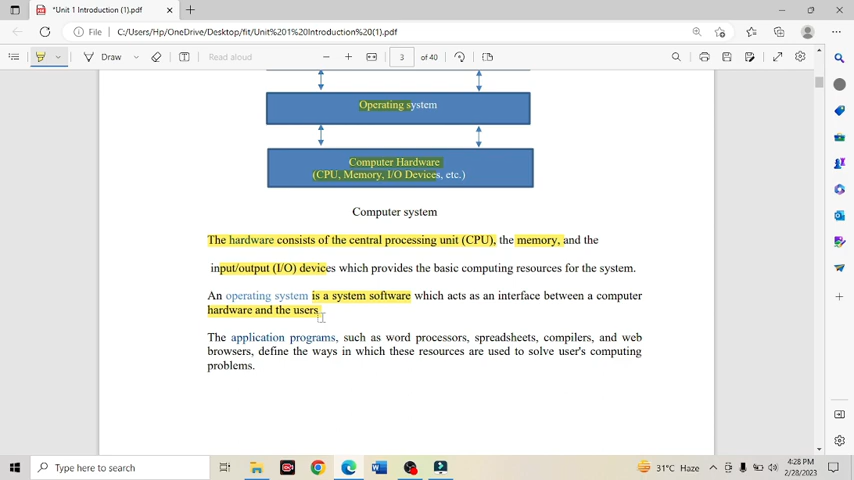 *Unit 1 Introduction (1).pdf
File
C:/Users/Hp/OneDrive/Desktop/fit/Unit%201%20Introduction%20(1).pdf
Draw
Read aloud
3 of 40
Operating system
Computer Hardware
(CPU, Memory, I/O Devices, etc.)
Computer system
The hardware consists of the central processing unit (CPU), the memory, and the
input/output (I/O) devices which provides the basic computing resources for the system.
An operating system is a system software which acts as an interface between a computer
hardware and the users
The application programs, such as word processors, spreadsheets, compilers, and web
browsers, define the ways in which these resources are used to solve user's computing
problems.
Type here to search
31°C Haze
4:28 PM
2/28/2023